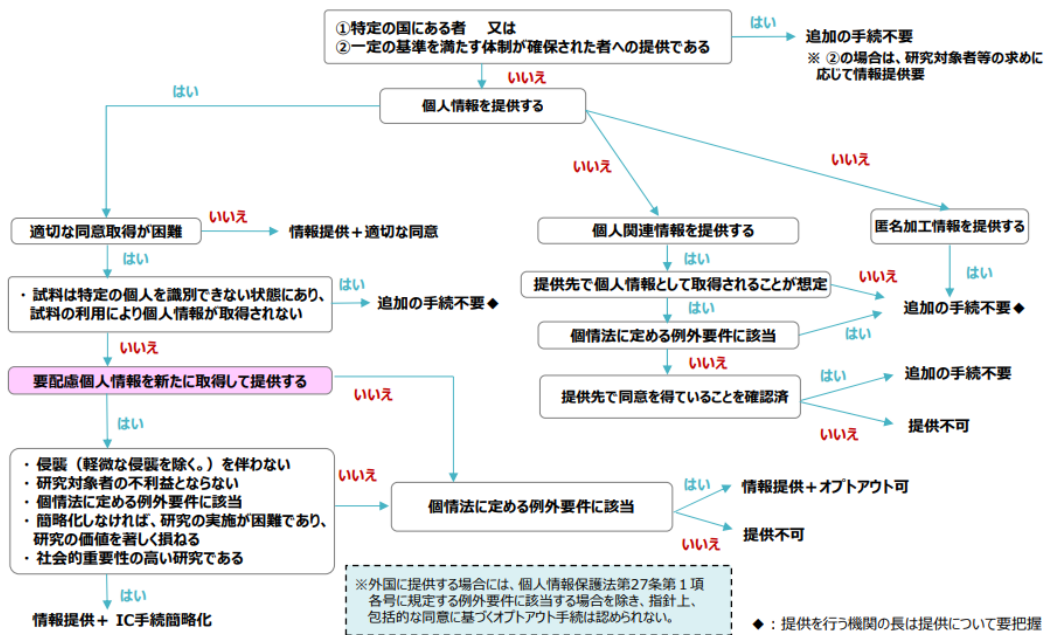 ①特定の国にある者　又は
②一定の基準を満たす体制が確保された者への提供である
はい
追加の手続不要
※ ②の場合は、研究対象者等の求めに
応じて情報提供要
いいえ
はい
個人情報を提供する
いいえ
いいえ
適切な同意取得が困難
いいえ
情報提供＋適切な同意
個人関連情報を提供する
匿名加工情報を提供する
はい
はい
はい
・ 試料は特定の個人を識別できない状態にあり、
試料の利用により個人情報が取得されない
はい
追加の手続不要◆
提供先で個人情報として取得されることが想定
いいえ
追加の手続不要◆
はい
個情法に定める例外要件に該当
はい
いいえ
いいえ
要配慮個人情報を新たに取得して提供する
いいえ
提供先で同意を得ていることを確認済
はい
追加の手続不要
いいえ
提供不可
はい
・ 侵襲（軽微な侵襲を除く。）を伴わない
・ 研究対象者の不利益とならない
・ 個情法に定める例外要件に該当
・ 簡略化しなければ、研究の実施が困難であり、
研究の価値を著しく損ねる
・ 社会的重要性の高い研究である
いいえ
個情法に定める例外要件に該当
はい
情報提供＋オプトアウト可
いいえ
提供不可
はい
情報提供＋ IC手続簡略化
※外国に提供する場合には、個人情報保護法第27条第１項
各号に規定する例外要件に該当する場合を除き、指針上、
包括的な同意に基づくオプトアウト手続は認められない。
◆ ： 提供を行う機関の長は提供について要把握